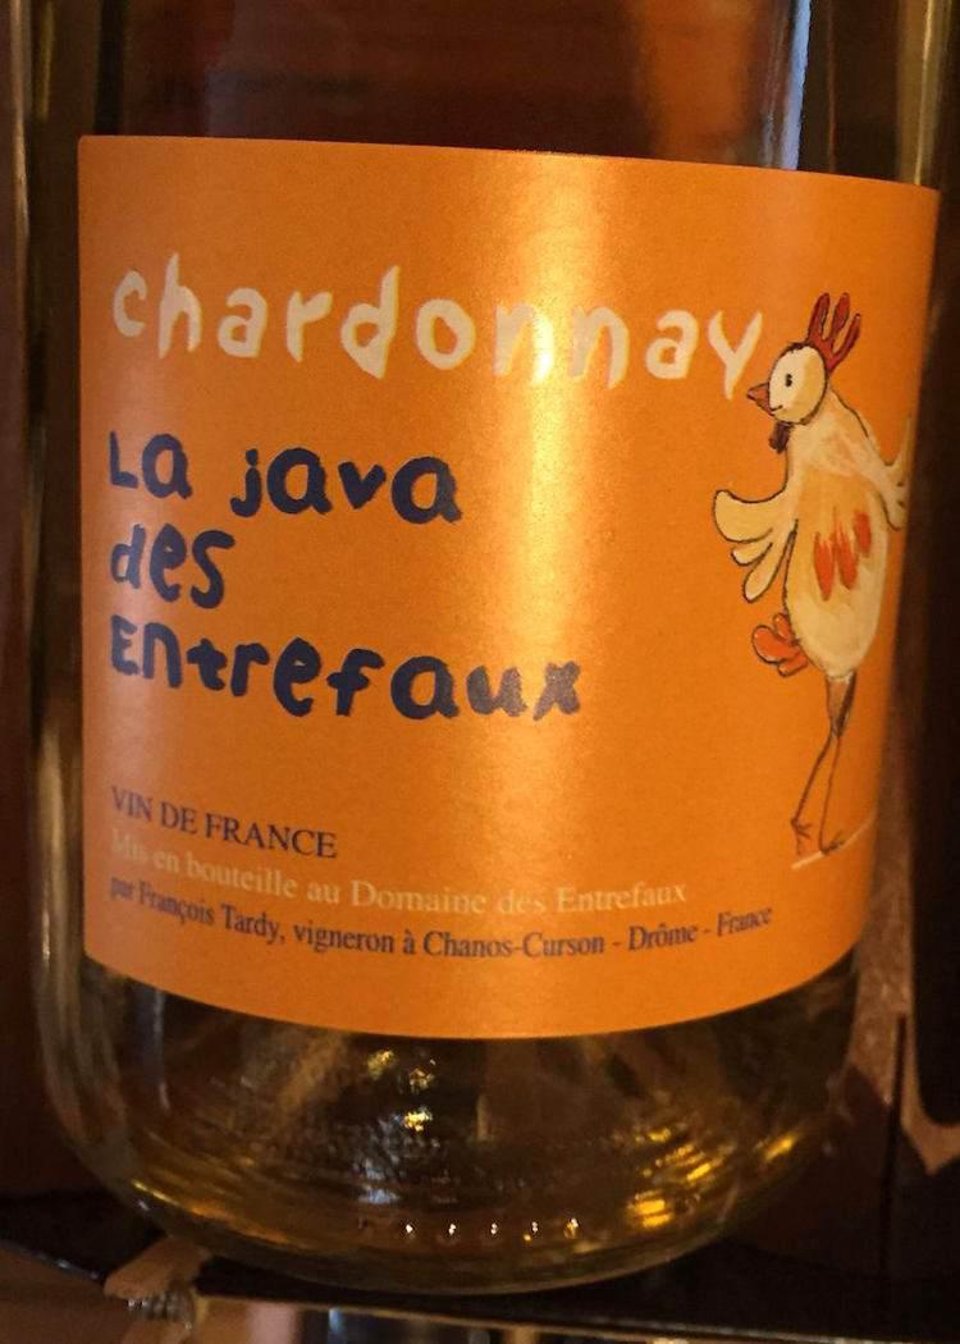 chardonnay
La java
des
Entrefaux
VIN DE FRANCE
Mis en bouteille au Domaine des Entrefaux
par François Tardy, vigneron à Chanos-Curson - Drôme - France